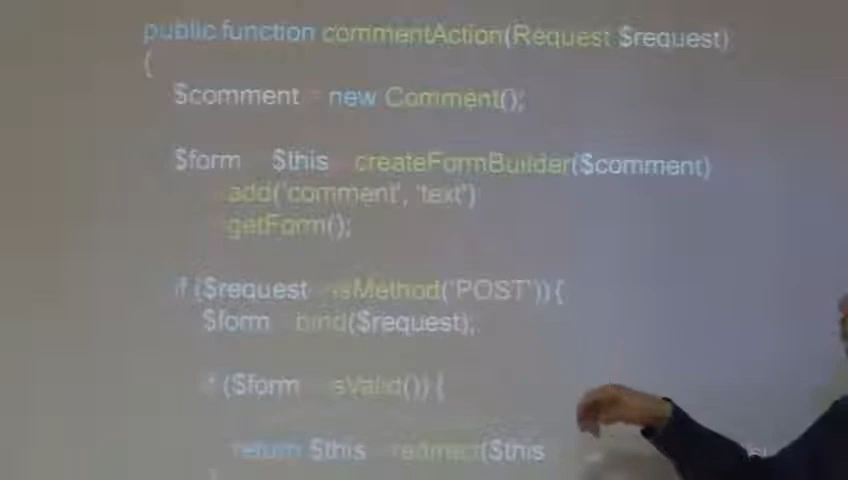 public function commentAction(Request $request)
{
$comment = new Comment();
$form $this createFormBuilder($comment)
add('comment', 'text')
getForm();
if ($request isMethod('POST')){
$form bind($request);
if ($form isValid()) {
return $this redirect($this